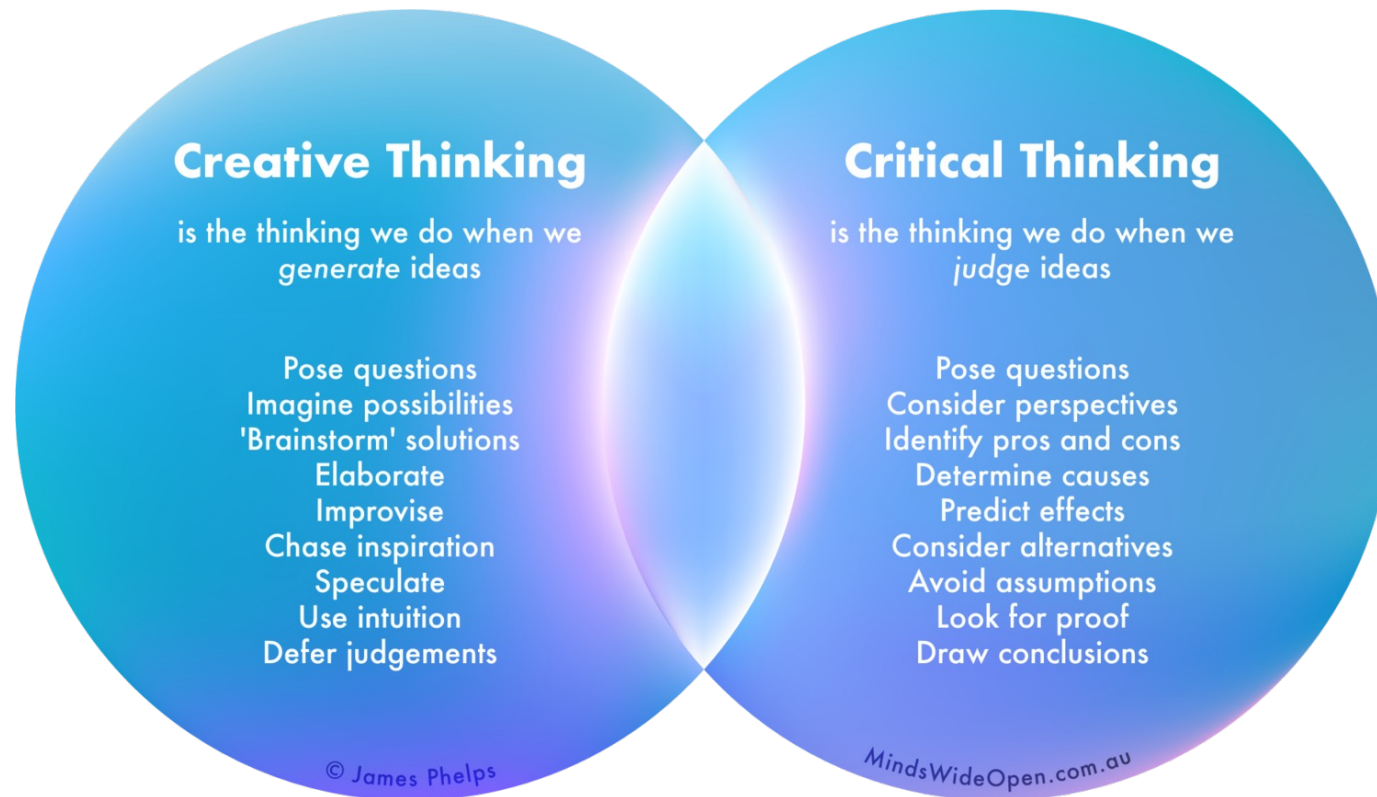 Creative Thinking
is the thinking we do when we
generate ideas
Pose questions
Imagine possibilities
'Brainstorm' solutions
Elaborate
Improvise
Chase inspiration
Speculate
Use intuition
Defer judgements
© James Phelps
Critical Thinking
is the thinking we do when we
judge ideas
Pose questions
Consider perspectives
Identify pros and cons
Determine causes
Predict effects
Consider alternatives
Avoid assumptions
Look for proof
Draw conclusions
MindsWideOpen.com.au